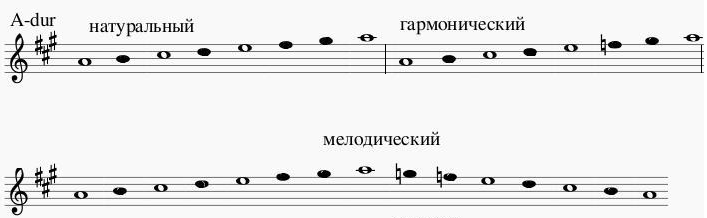 A-dur
натуральный
гармонический
мелодический